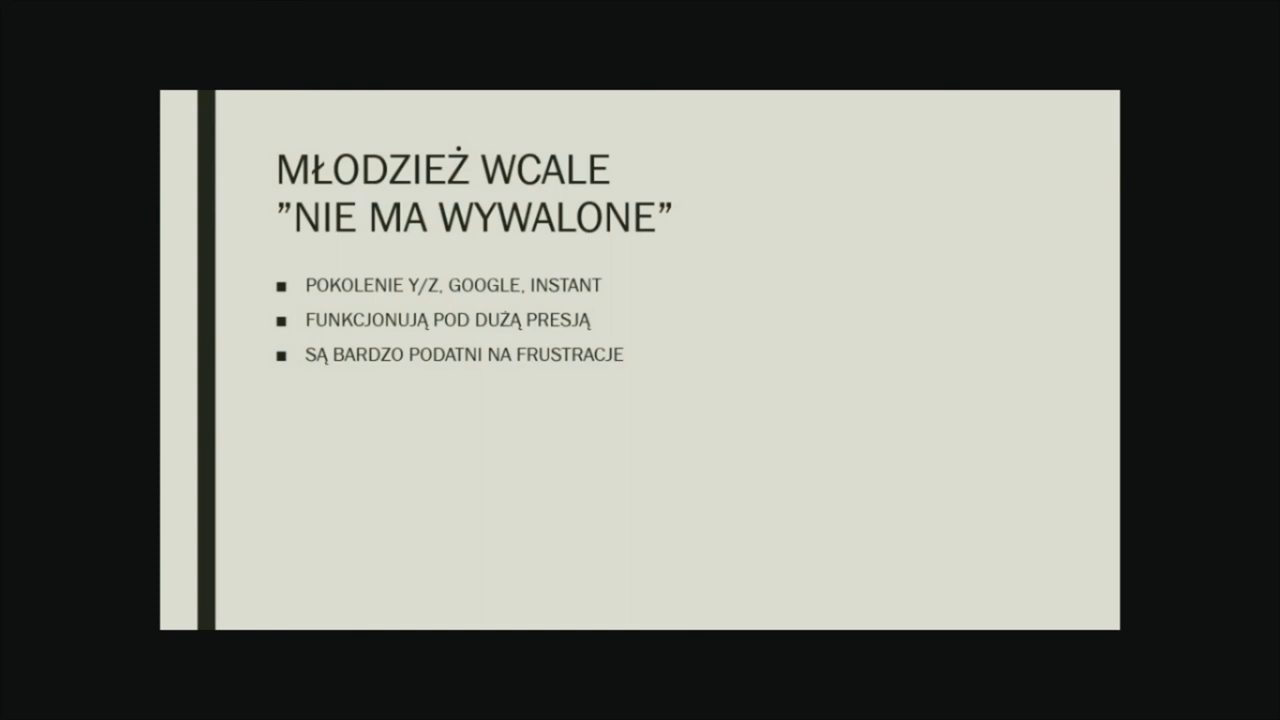 MŁODZIEŻ WCALE
”NIE MA WYWALONE”
■ POKOLENIE Y/Z, GOOGLE, INSTANT
■ FUNKCJONUJĄ POD DUŻĄ PRESJĄ
■ SĄ BARDZO PODATNI NA FRUSTRACJE